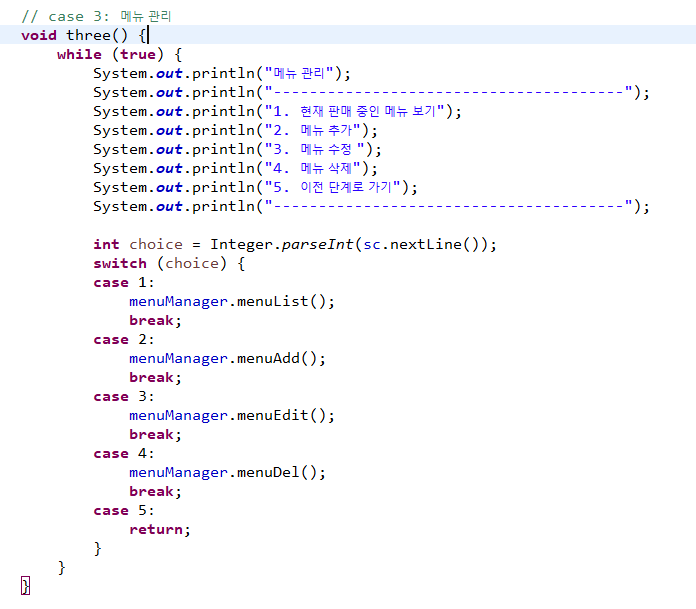 // case 3: 메뉴 관리
void three() {
    while (true) {
        System.out.println("메뉴 관리");
        System.out.println("---------------------------------------");
        System.out.println("1. 현재 판매 중인 메뉴 보기");
        System.out.println("2. 메뉴 추가");
        System.out.println("3. 메뉴 수정 ");
        System.out.println("4. 메뉴 삭제");
        System.out.println("5. 이전 단계로 가기");
        System.out.println("---------------------------------------");

        int choice = Integer.parseInt(sc.nextLine());
        switch (choice) {
        case 1:
            menuManager.menuList();
            break;
        case 2:
            menuManager.menuAdd();
            break;
        case 3:
            menuManager.menuEdit();
            break;
        case 4:
            menuManager.menuDel();
            break;
        case 5:
            return;
        }
    }
}